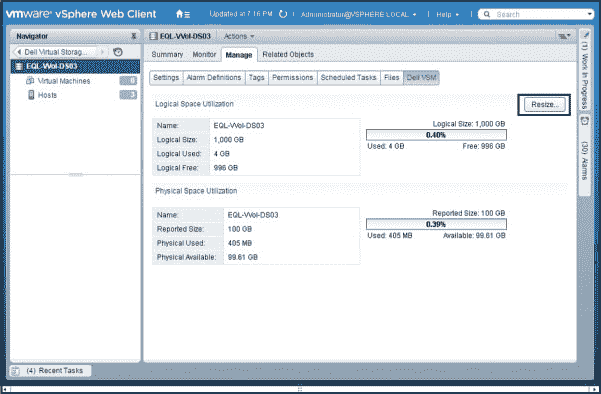 vmware® vSphere Web Client Updated at 7:16 PM Administrator@VSPHERE.LOCAL Help Search
Navigator
Dell Virtual Storag...
EQL-VVol-DS03
Virtual Machines 0
Hosts 3
EQL-VVol-DS03 Actions
Summary Monitor Manage Related Objects
Settings Alarm Definitions Tags Permissions Scheduled Tasks Files Dell VSM
Logical Space Utilization
Resize...
Name: EQL-VVol-DS03
Logical Size: 1,000 GB
Logical Used: 4 GB
Logical Free: 996 GB
Logical Size: 1,000 GB
0.40%
Used: 4 GB Free: 996 GB
Physical Space Utilization
Name: EQL-VVol-DS03
Reported Size: 100 GB
Physical Used: 405 MB
Physical Available: 99.61 GB
Reported Size: 100 GB
0.39%
Used: 405 MB Available: 99.61 GB
(1) Work In Progress
(30) Alarms
(4) Recent Tasks